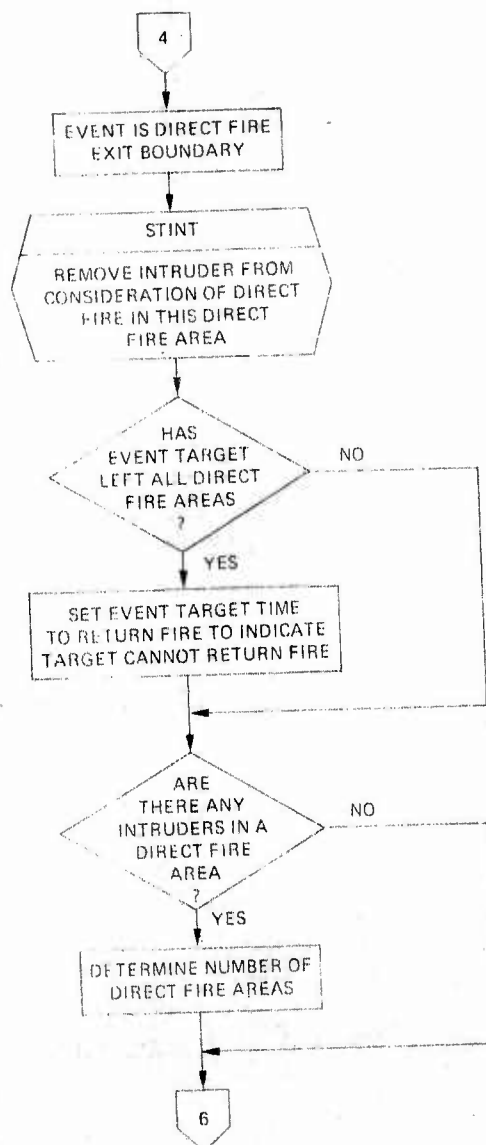 4
EVENT IS DIRECT FIRE
EXIT BOUNDARY
STINT
REMOVE INTRUDER FROM
CONSIDERATION OF DIRECT
FIRE IN THIS DIRECT
FIRE AREA
HAS
EVENT TARGET
LEFT ALL DIRECT
FIRE AREAS
?
NO
YES
SET EVENT TARGET TIME
TO RETURN FIRE TO INDICATE
TARGET CANNOT RETURN FIRE
ARE
THERE ANY
INTRUDERS IN A
DIRECT FIRE
AREA
?
NO
YES
DETERMINE NUMBER OF
DIRECT FIRE AREAS
6